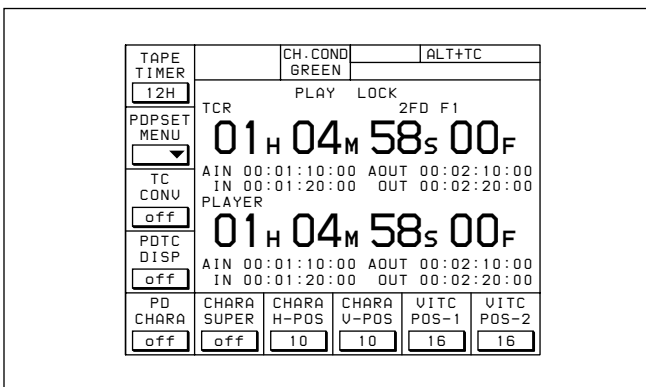 TAPE TIMER
12H
CH.COND GREEN
ALT+TC
PLAY LOCK
TCR 2FD F1
01H 04M 58S 00F
AIN 00:01:10:00 AOUT 00:02:10:00
IN 00:01:20:00 OUT 00:02:20:00
PLAYER
01H 04M 58S 00F
AIN 00:01:10:00 AOUT 00:02:10:00
IN 00:01:20:00 OUT 00:02:20:00
PDPSET MENU
TC CONV
off
PDTC DISP
off
PD CHARA
off
CHARA SUPER
off
CHARA H-POS
10
CHARA V-POS
10
VITC POS-1
16
VITC POS-2
16